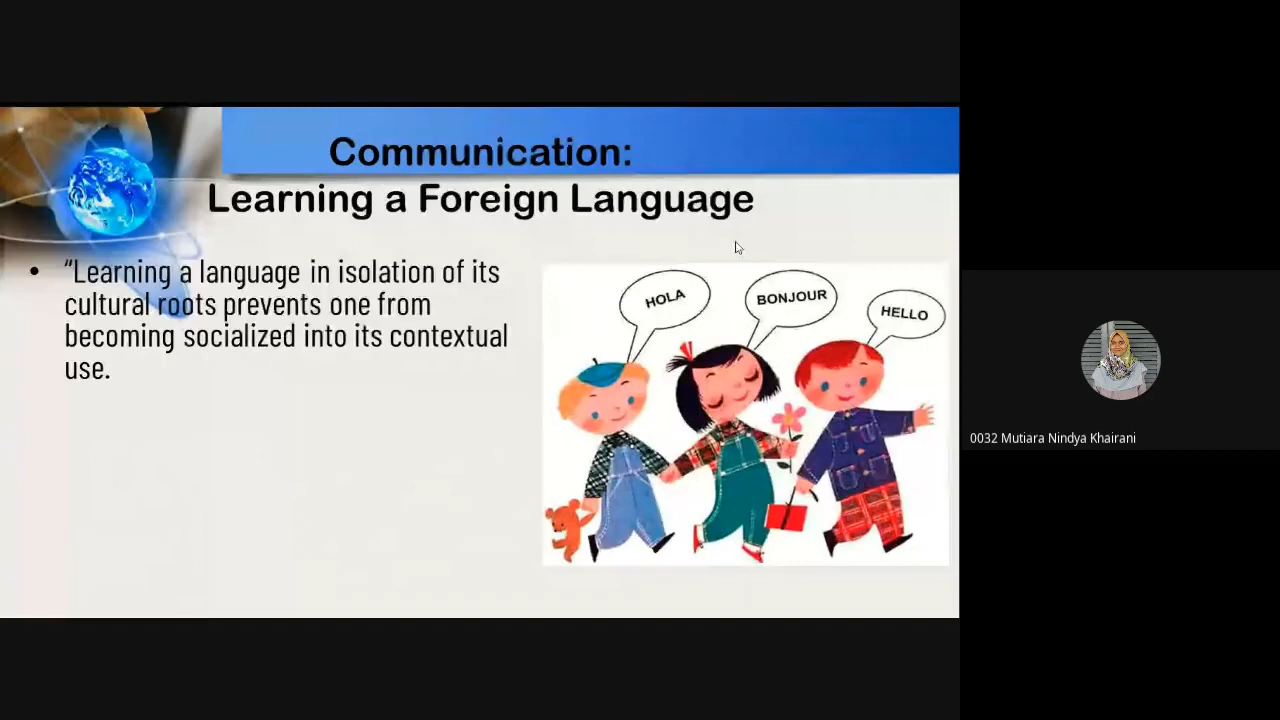 Communication:
Learning a Foreign Language
• “Learning a language in isolation of its
cultural roots prevents one from
becoming socialized into its contextual
use.
HOLA
BONJOUR
HELLO
0032 Mutiara Nindya Khairani